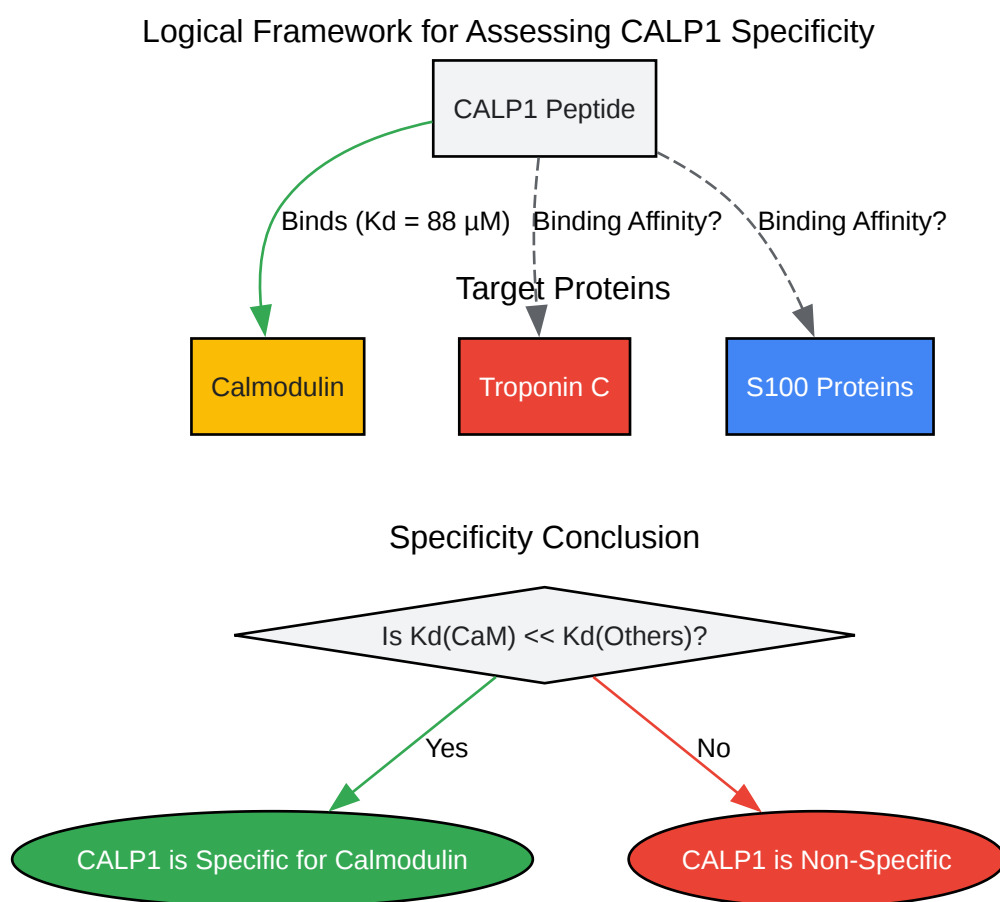 Logical Framework for Assessing CALP1 Specificity
CALP1 Peptide
Binds (Kd = 88 µM)
Binding Affinity?
Binding Affinity?
Target Proteins
Calmodulin
Troponin C
S100 Proteins
Specificity Conclusion
Is Kd(CaM) << Kd(Others)?
Yes
No
CALP1 is Specific for Calmodulin
CALP1 is Non-Specific